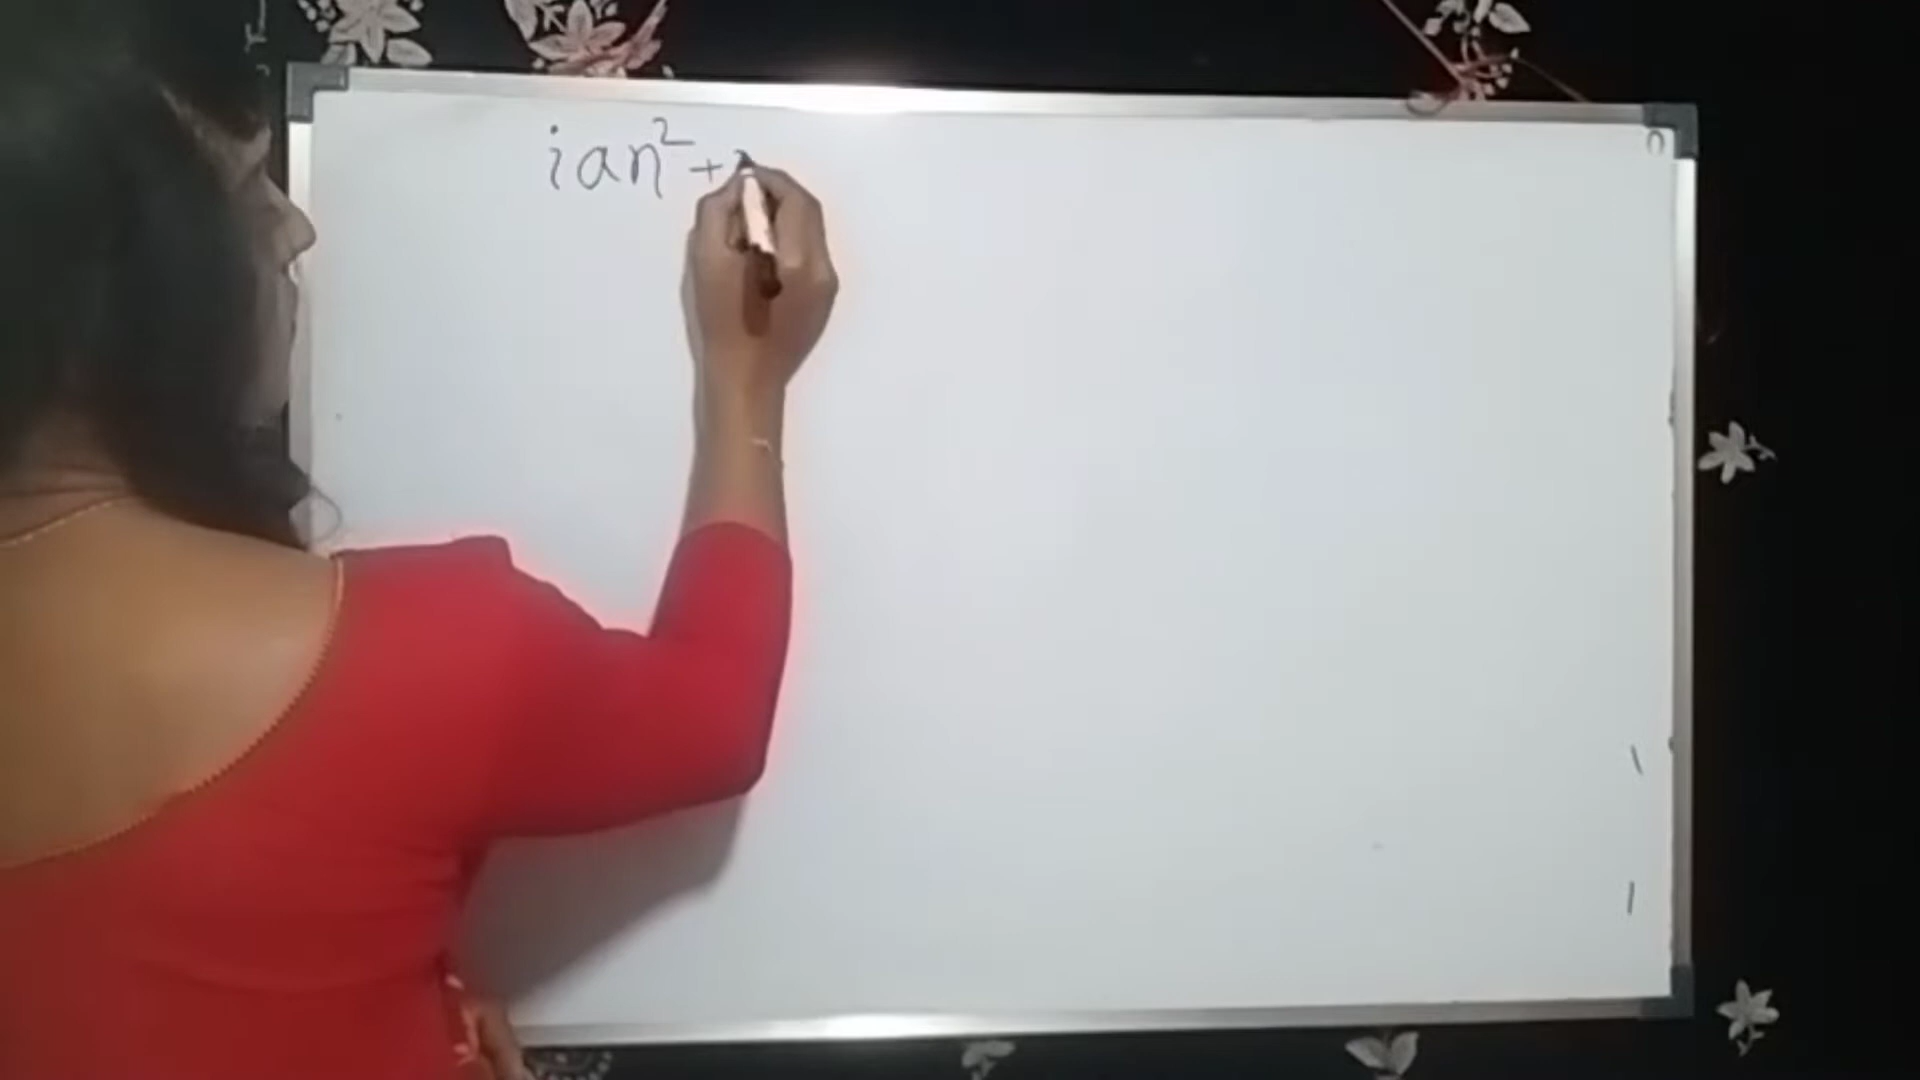 ian² +